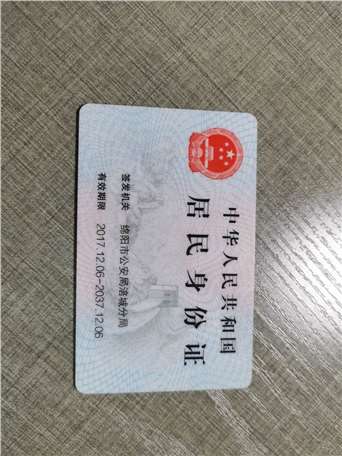 中华人民共和国
居民身份证
签发机关 绵阳市公安局涪城分局
有效期限 2017.12.06-2037.12.06